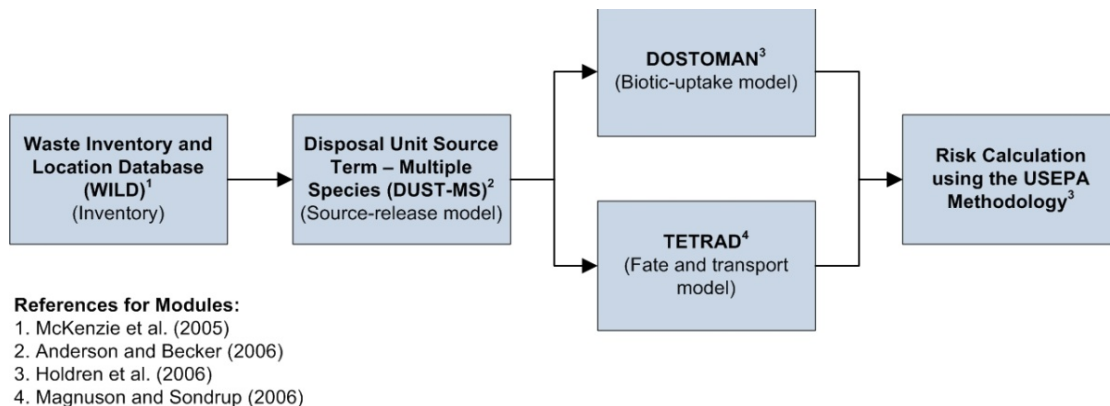 Waste Inventory and
Location Database
(WILD)¹
(Inventory)
Disposal Unit Source
Term – Multiple
Species (DUST-MS)²
(Source-release model)
DOSTOMAN³
(Biotic-uptake model)
TETRAD⁴
(Fate and transport
model)
Risk Calculation
using the USEPA
Methodology³
References for Modules:
1. McKenzie et al. (2005)
2. Anderson and Becker (2006)
3. Holdren et al. (2006)
4. Magnuson and Sondrup (2006)